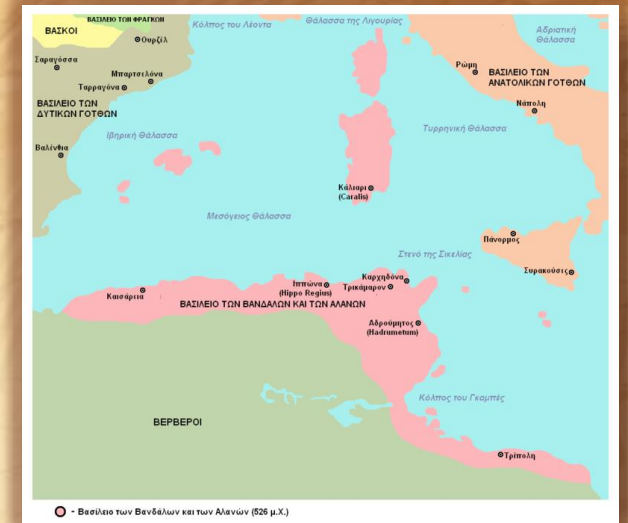 ΒΑΣΙΛΕΙΟ ΤΩΝ ΦΡΑΓΚΩΝ
ΒΑΣΚΟΙ
Ουρζέλ
Κόλπος του Λέοντα
Θάλασσα της Λιγουρίας
Αδριατική
Θάλασσα
Σαραγόσσα
Μπαρτσελόνα
Ταρραγόνα
Ρώμη
ΒΑΣΙΛΕΙΟ ΤΩΝ
ΑΝΑΤΟΛΙΚΩΝ ΓΟΤΘΩΝ
ΒΑΣΙΛΕΙΟ ΤΩΝ
ΔΥΤΙΚΩΝ ΓΟΤΘΩΝ
Νάπολη
Ιβηρική Θάλασσα
Τυρρηνική Θάλασσα
Βαλένθια
Κάλιαρι
(Caralis)
Μεσόγειος Θάλασσα
Πάνορμος
Στενό της Σικελίας
Συρακούσες
Καρχηδόνα
Τρικάμαρον
Ιππώνα
(Hippo Regius)
Καισάρεια
ΒΑΣΙΛΕΙΟ ΤΩΝ ΒΑΝΔΑΛΩΝ ΚΑΙ ΤΩΝ ΑΛΑΝΩΝ
Αδρούμητος
(Hadrumetum)
Κόλπος του Γκαμπές
ΒΕΡΒΕΡΟΙ
Τρίπολη
- Βασίλειο των Βανδάλων και των Αλανών (526 μ.Χ.)